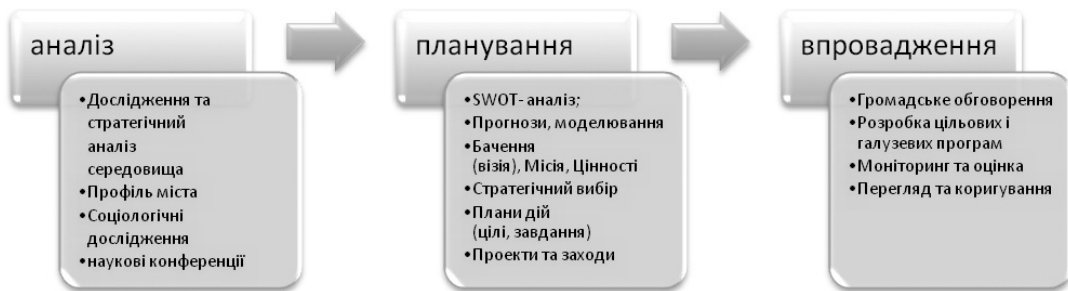 аналіз
•Дослідження та
стратегічний
аналіз
середовища
•Профіль міста
•Соціологічні
дослідження
•наукові конференції
планування
•SWOT- аналіз;
•Прогнози, моделювання
•Бачення
(візія), Місія, Цінності
•Стратегічний вибір
•Плани дій
(цілі, завдання)
•Проекти та заходи
впровадження
•Громадське обговорення
•Розробка цільових і
галузевих програм
•Моніторинг та оцінка
•Перегляд та коригування